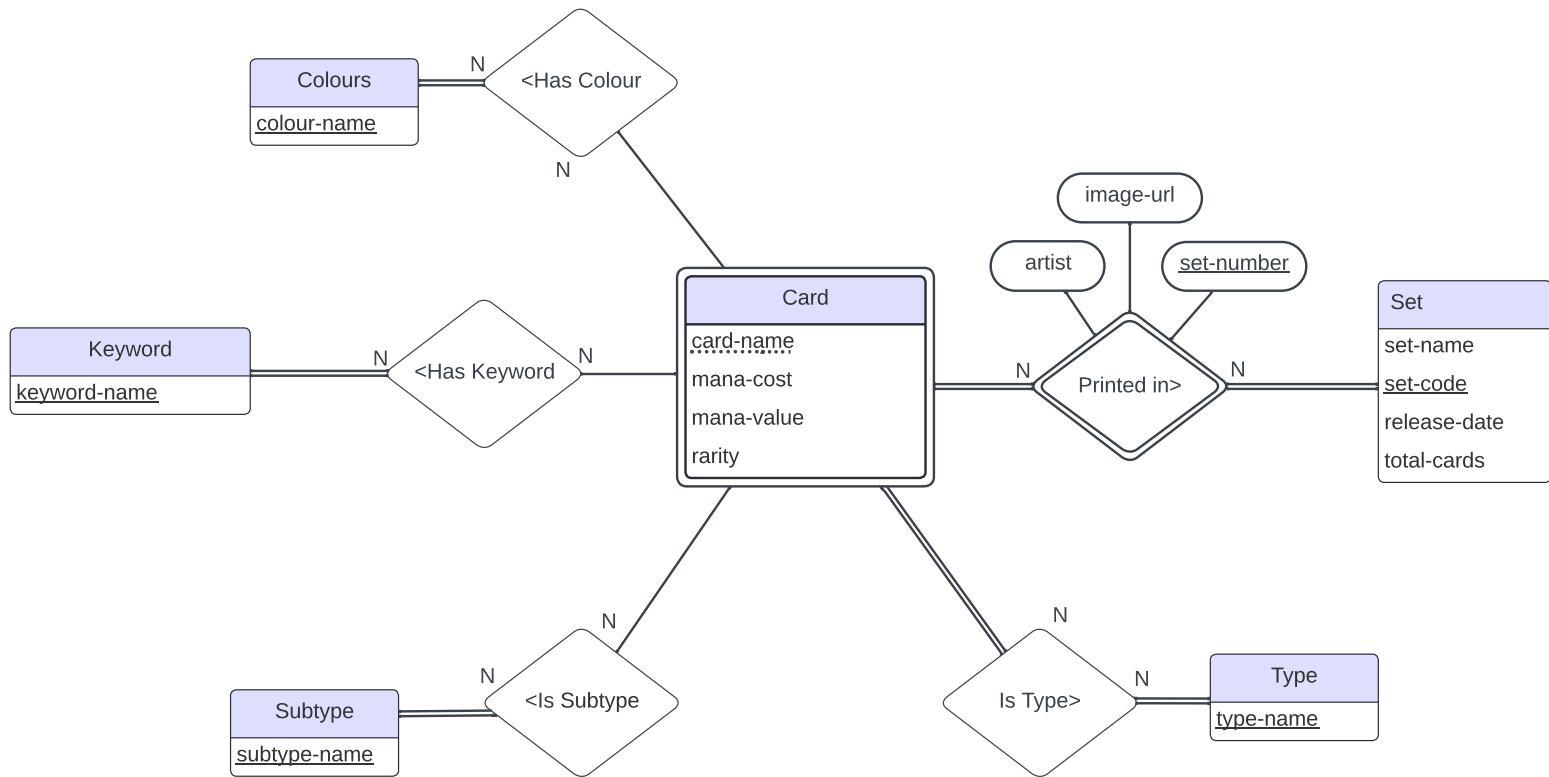 N
Colours
<Has Colour
colour-name
N
image-url
artist
set-number
Card
Set
card-name
set-name
Keyword
N
<Has Keyword
N
mana-cost
N
Printed in>
N
set-code
keyword-name
mana-value
release-date
rarity
total-cards
N
N
N
N
Type
<Is Subtype
Is Type>
Subtype
type-name
subtype-name